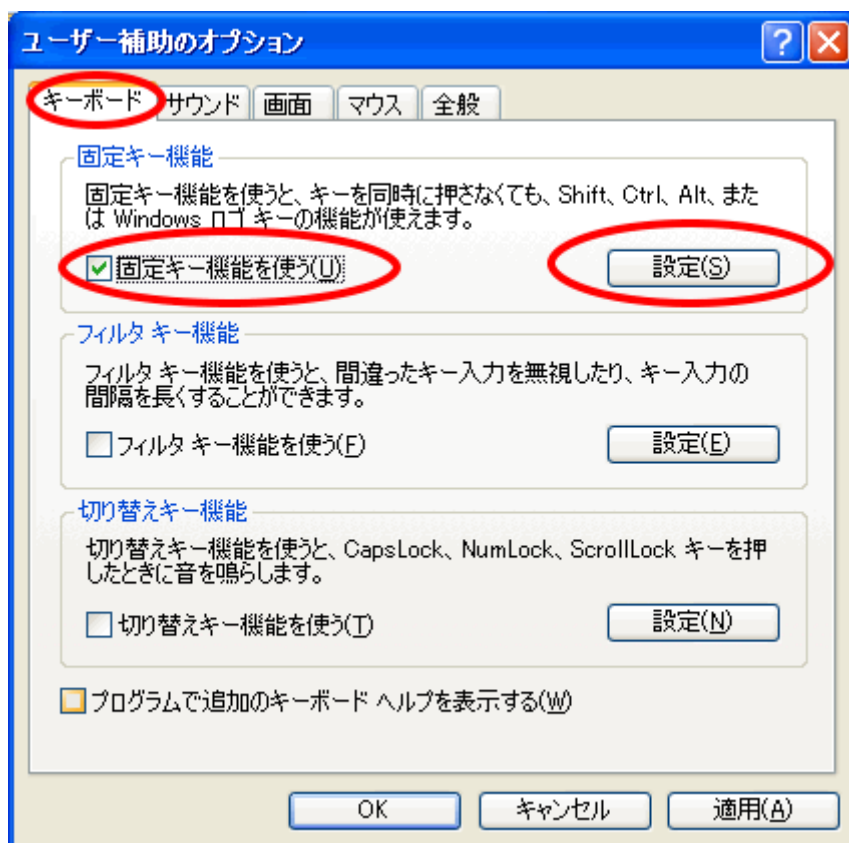 ユーザー補助のオプション
キーボード サウンド 画面 マウス 全般
固定キー機能
固定キー機能を使うと、キーを同時に押さなくても、Shift、Ctrl、Alt、また
は Windows ロゴ キーの機能が使えます。
固定キー機能を使う(U) 設定(S)
フィルタ キー機能
フィルタ キー機能を使うと、間違ったキー入力を無視したり、キー入力の
間隔を長くすることができます。
フィルタ キー機能を使う(F) 設定(E)
切り替えキー機能
切り替えキー機能を使うと、CapsLock、NumLock、ScrollLock キーを押
したときに音を鳴らします。
切り替えキー機能を使う(T) 設定(N)
プログラムで追加のキーボード ヘルプを表示する(W)
OK キャンセル 適用(A)